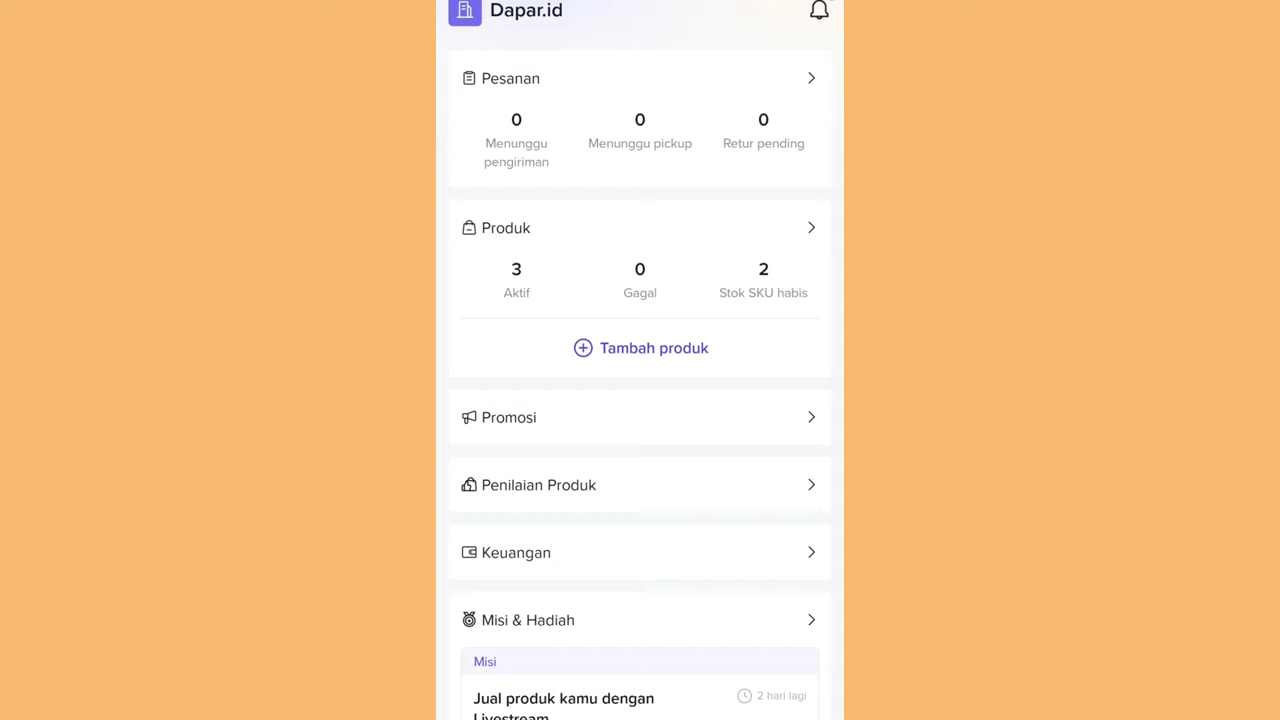 Dapar.id
Pesanan
0
0
0
Menunggu pengiriman
Menunggu pickup
Retur pending
Produk
3
0
2
Aktif
Gagal
Stok SKU habis
Tambah produk
Promosi
Penilaian Produk
Keuangan
Misi & Hadiah
Misi
Jual produk kamu dengan
2 hari lagi
Livestream